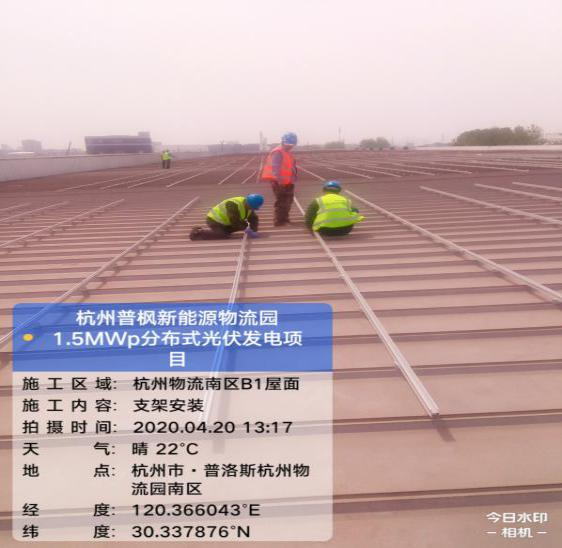 杭州普枫新能源物流园
1.5MWp分布式光伏发电项
目
施工区域：杭州物流南区B1屋面
施工内容：支架安装
拍摄时间：2020.04.20 13:17
天气：晴 22°C
地点：杭州市·普洛斯杭州物
流园南区
经度：120.366043°E
纬度：30.337876°N
今日水印
－相机－